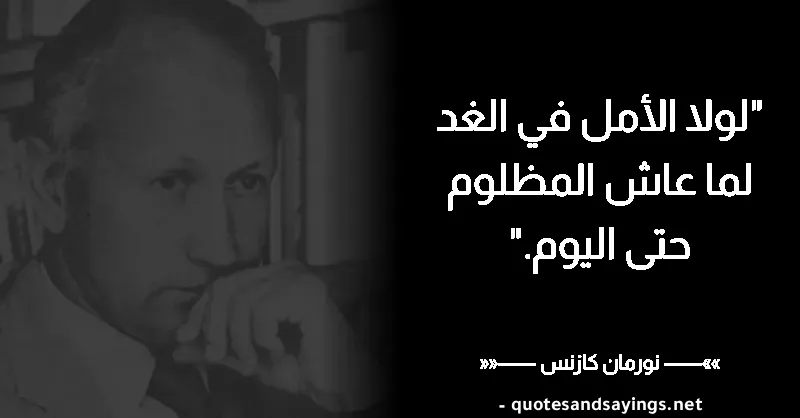 "لولا الأمل في الغد
لما عاش المظلوم
حتى اليوم."
»»—— نورمان كازنس ——««
- quotesandsayings.net